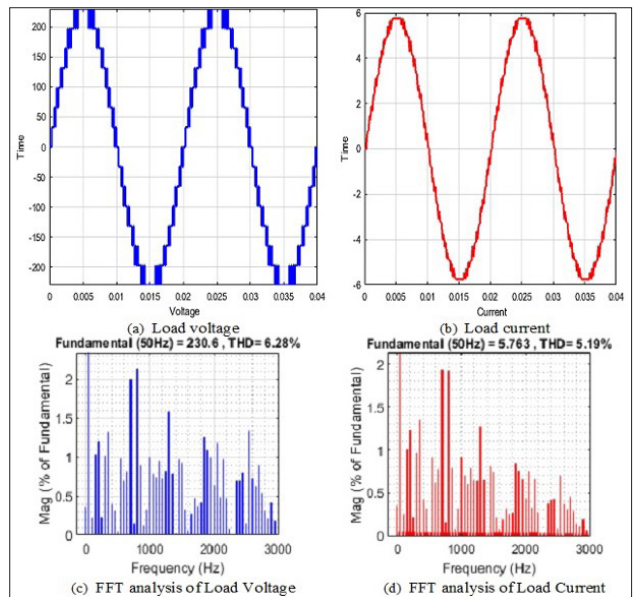 200
150
100
50
0
-50
-100
-150
-200
Time
0 0.005 0.01 0.015 0.02 0.025 0.03 0.035 0.04
Voltage
(a) Load voltage
6
4
2
0
-2
-4
-6
Time
0 0.005 0.01 0.015 0.02 0.025 0.03 0.035 0.04
Current
(b) Load current
Fundamental (50Hz) = 230.6 , THD= 6.28%
2
1.5
1
0.5
0
Mag (% of Fundamental)
0 1000 2000 3000
Frequency (Hz)
(c) FFT analysis of Load Voltage
Fundamental (50Hz) = 5.763 , THD= 5.19%
2
1.5
1
0.5
0
Mag (% of Fundamental)
0 1000 2000 3000
Frequency (Hz)
(d) FFT analysis of Load Current